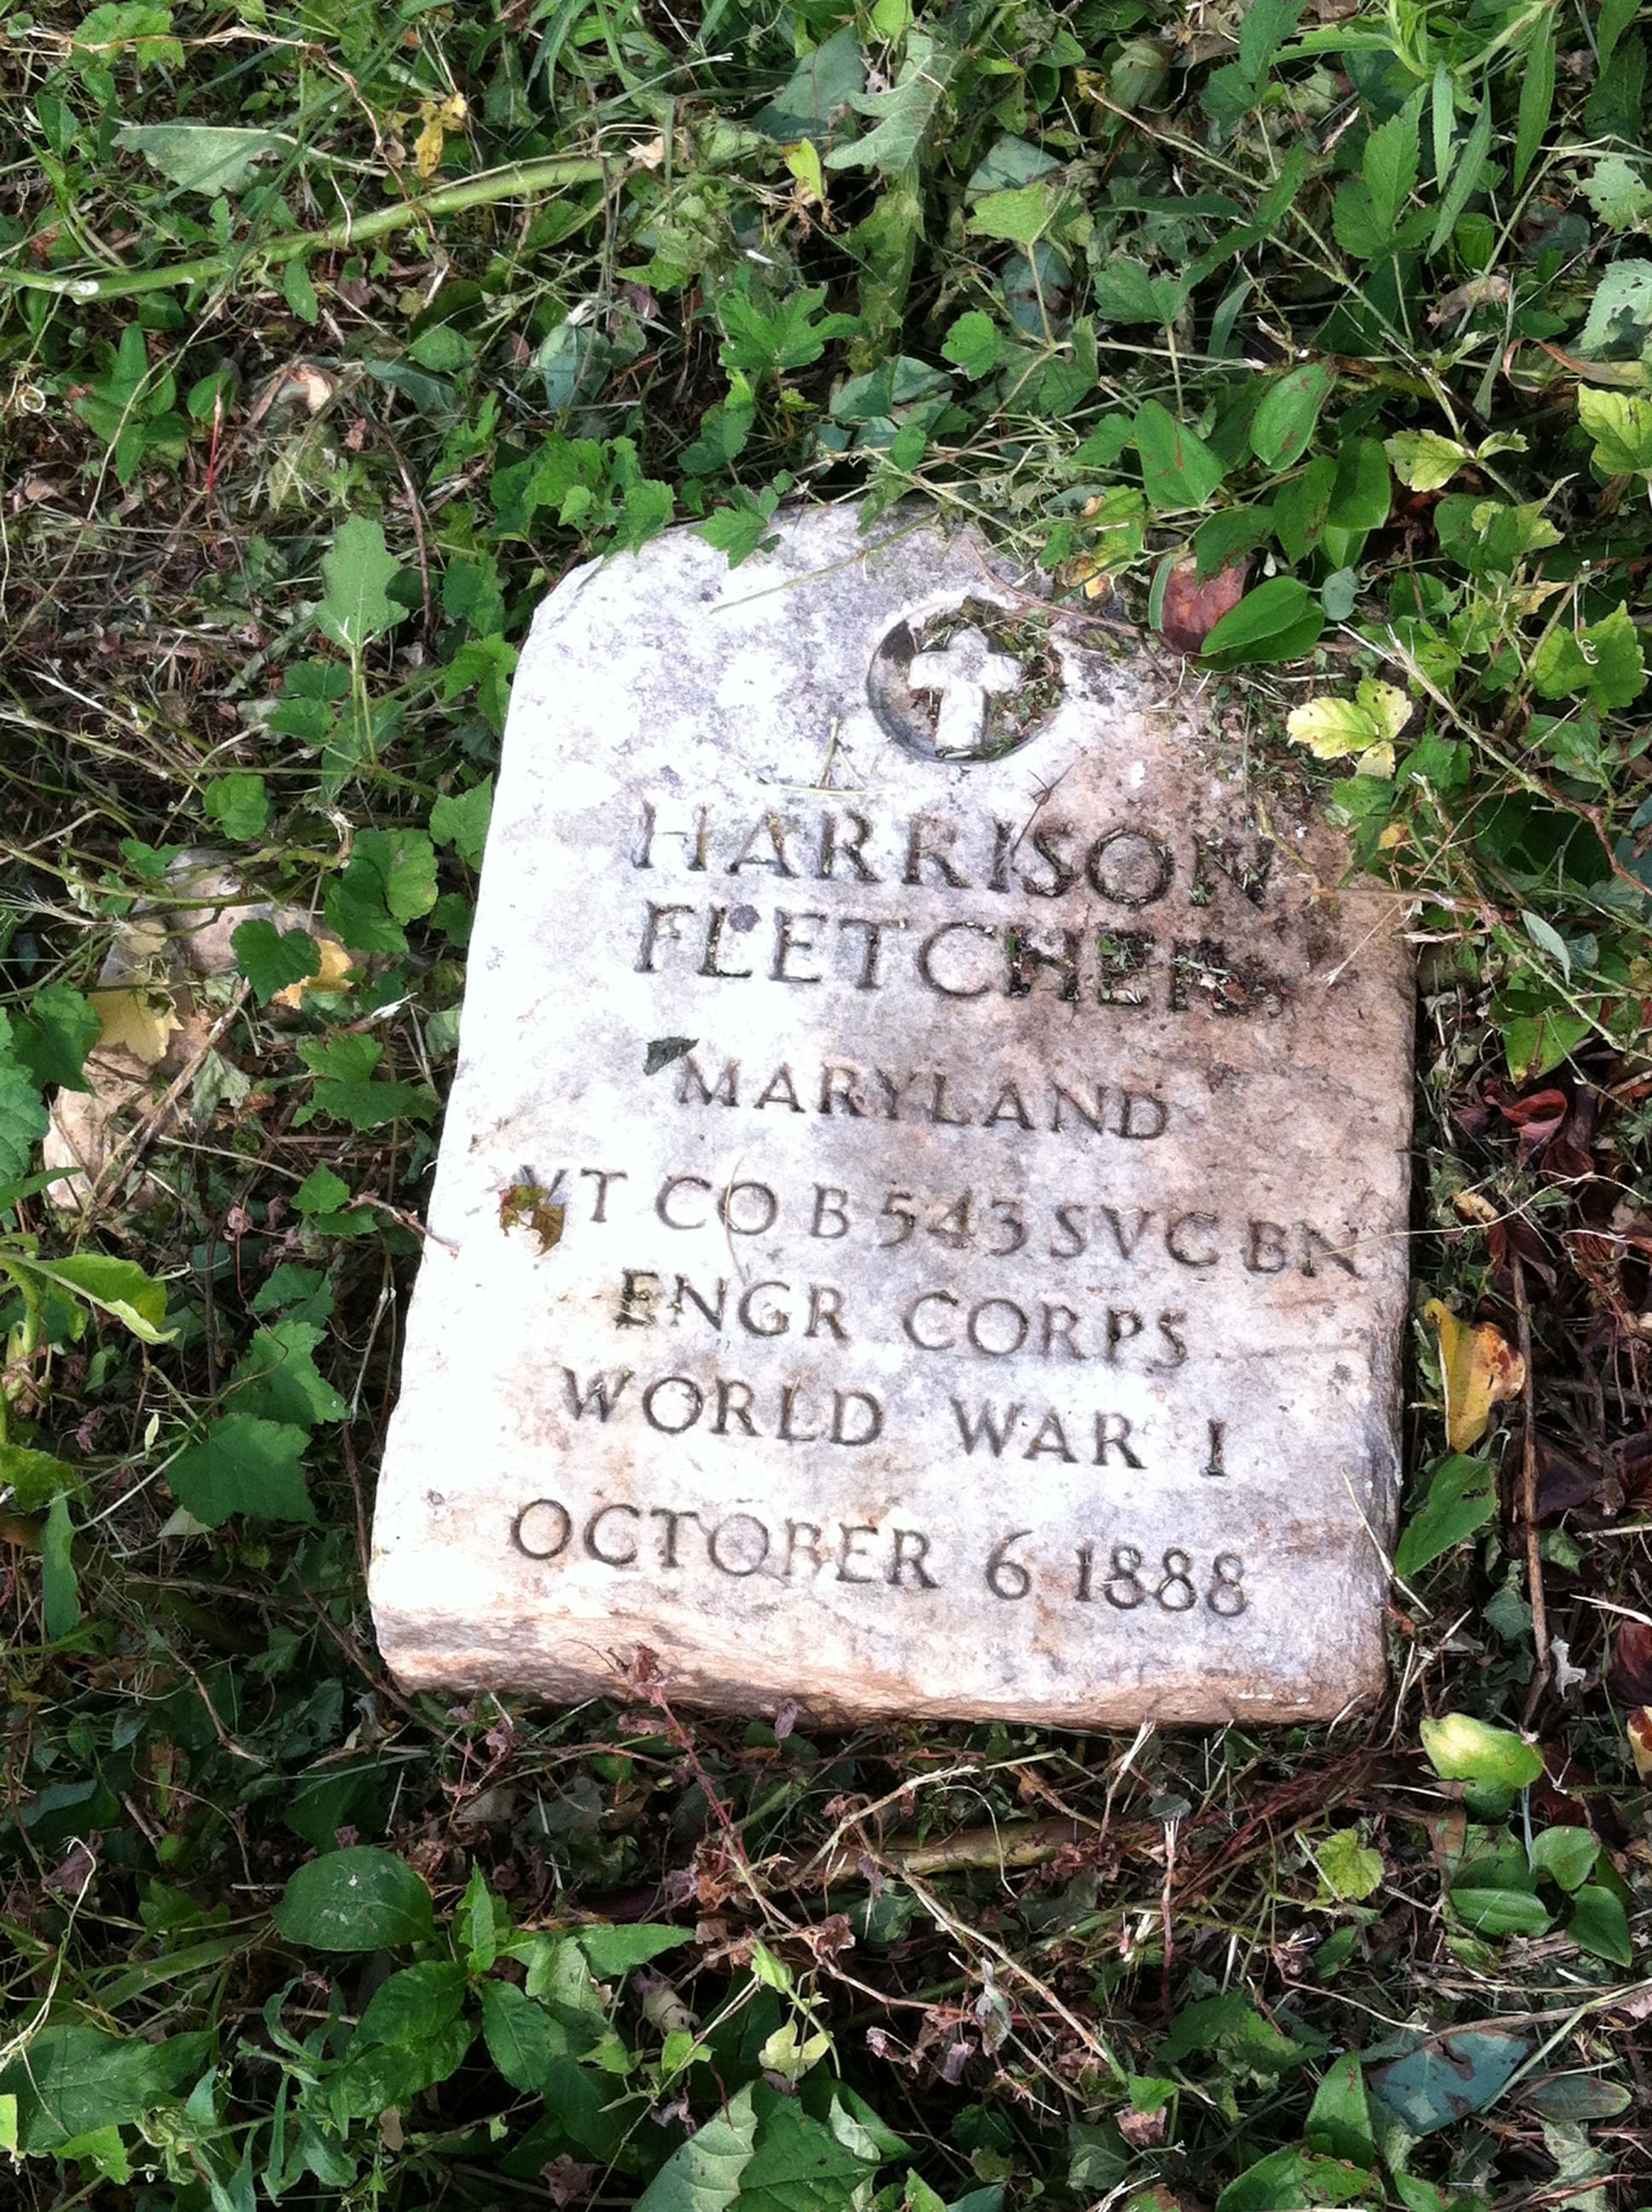 HARRISON
FLETCHER
MARYLAND
CO B 543 SVC BN
ENGR CORPS
WORLD WAR I
OCTOBER 6 1888